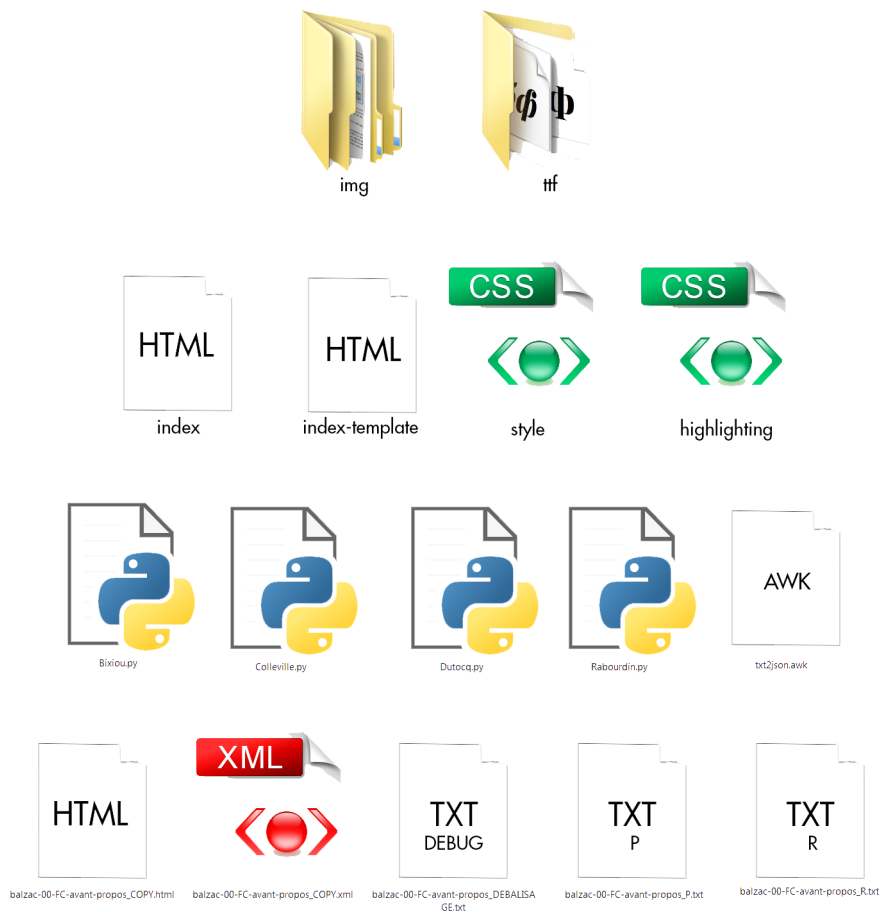 img
ttf
HTML
HTML
CSS
CSS
index
index-template
style
highlighting
AWK
Bixiou.py
Colleville.py
Dutocq.py
Rabourdin.py
txt2json.awk
HTML
XML
TXT
DEBUG
TXT
P
TXT
R
balzac-00-FC-avant-propos_COPY.html
balzac-00-FC-avant-propos_COPY.xml
balzac-00-FC-avant-propos_DEBALISA
GE.txt
balzac-00-FC-avant-propos_P.txt
balzac-00-FC-avant-propos_R.txt